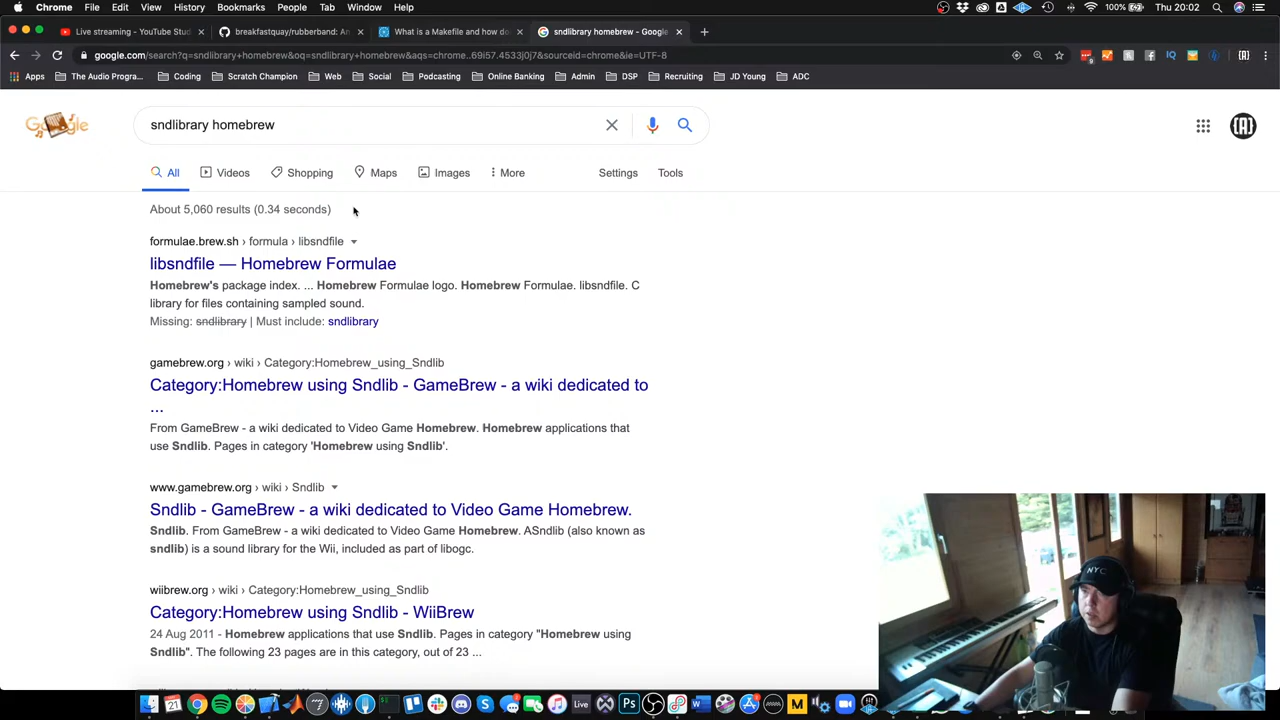 Chrome File Edit View History Bookmarks People Tab Window Help 100% Thu 20:02
Live streaming - YouTube Stud × breakfastquay/rubberband: An × What is a Makefile and how do × sndlibrary homebrew - Google × +
google.com/search?q=sndlibrary+homebrew&oq=sndlibrary+homebrew&aqs=chrome..69i57.4533j0j7&sourceid=chrome&ie=UTF-8
Apps The Audio Progra... Coding Scratch Champion Web Social Podcasting Online Banking Admin DSP Recruiting JD Young ADC
Google sndlibrary homebrew {A}
All Videos Shopping Maps Images More Settings Tools
About 5,060 results (0.34 seconds)
formulae.brew.sh › formula › libsndfile
libsndfile — Homebrew Formulae
Homebrew's package index. ... Homebrew Formulae logo. Homebrew Formulae. libsndfile. C
library for files containing sampled sound.
Missing: sndlibrary | Must include: sndlibrary
gamebrew.org › wiki › Category:Homebrew_using_Sndlib
Category:Homebrew using Sndlib - GameBrew - a wiki dedicated to
...
From GameBrew - a wiki dedicated to Video Game Homebrew. Homebrew applications that
use Sndlib. Pages in category 'Homebrew using Sndlib'.
www.gamebrew.org › wiki › Sndlib
Sndlib - GameBrew - a wiki dedicated to Video Game Homebrew.
Sndlib. From GameBrew - a wiki dedicated to Video Game Homebrew. ASndlib (also known as
sndlib) is a sound library for the Wii, included as part of libogc.
wiibrew.org › wiki › Category:Homebrew_using_Sndlib
Category:Homebrew using Sndlib - WiiBrew
24 Aug 2011 - Homebrew applications that use Sndlib. Pages in category "Homebrew using
Sndlib". The following 23 pages are in this category, out of 23 ...
NYC
21 Live Ps W M